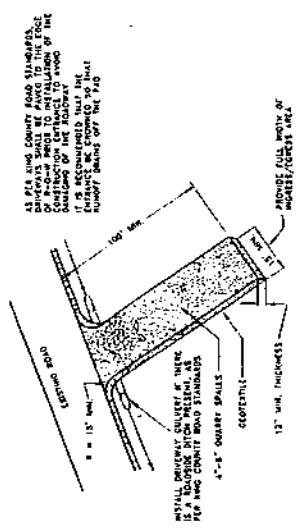 AS PER KING COUNTY ROAD STANDARDS,
DRIVEWAYS SHALL BE PAVED TO THE EDGE
OF R-O-W PRIOR TO INSTALLATION OF THE
CONSTRUCTION ENTRANCE TO AVOID
DAMAGING OF THE ROADWAY
IT IS RECOMMENDED THAT THE
ENTRANCE BE CROWNED SO THAT
RUNOFF DRAINS OFF THE PAD
EXISTING ROAD
R = 15' MIN.
100' MIN.
15' MIN.
INSTALL DRIVEWAY CULVERT IF THERE
IS A ROADSIDE DITCH PRESENT, AS
PER KING COUNTY ROAD STANDARDS
4"-8" QUARRY SPALLS
GEOTEXTILE
12" MIN. THICKNESS
PROVIDE FULL WIDTH OF
INGRESS/EGRESS AREA